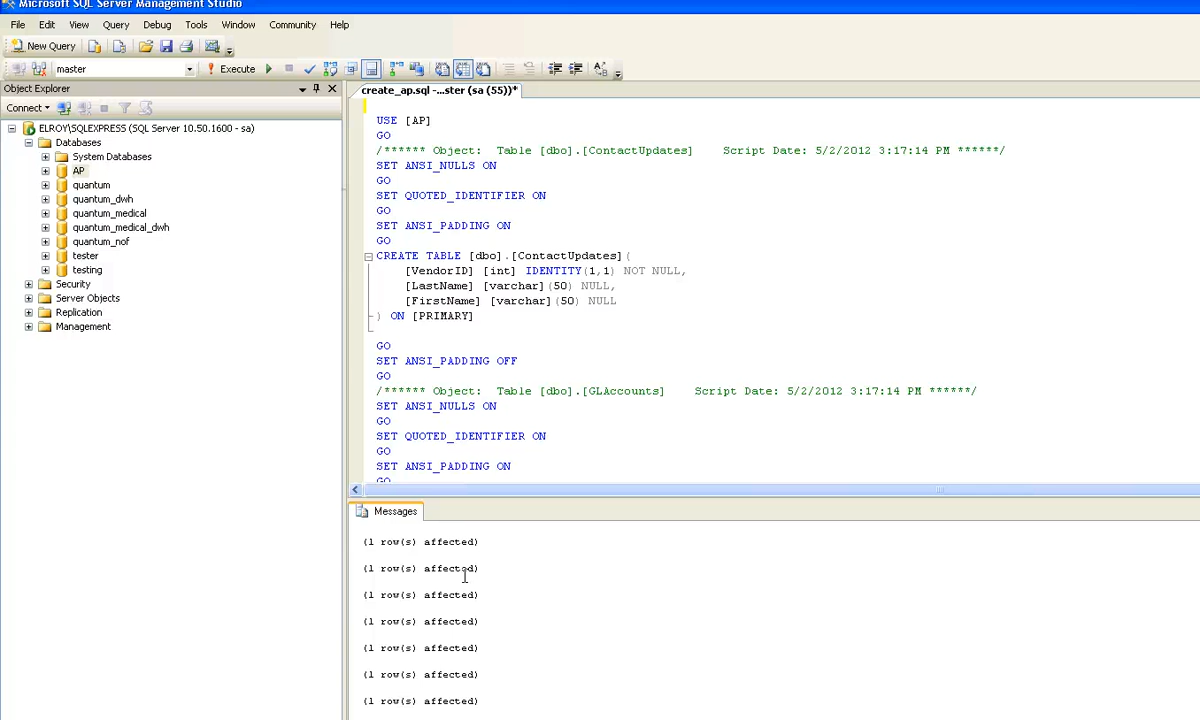 Microsoft SQL Server Management Studio
File Edit View Query Debug Tools Window Community Help
New Query
master Execute
Object Explorer
Connect
ELROY\SQLEXPRESS (SQL Server 10.50.1600 - sa)
Databases
System Databases
AP
quantum
quantum_dwh
quantum_medical
quantum_medical_dwh
quantum_nof
tester
testing
Security
Server Objects
Replication
Management
create_ap.sql -...ster (sa (55))*
USE [AP]
GO
/****** Object:  Table [dbo].[ContactUpdates]    Script Date: 5/2/2012 3:17:14 PM ******/
SET ANSI_NULLS ON
GO
SET QUOTED_IDENTIFIER ON
GO
SET ANSI_PADDING ON
GO
CREATE TABLE [dbo].[ContactUpdates](
[VendorID] [int] IDENTITY(1,1) NOT NULL,
[LastName] [varchar](50) NULL,
[FirstName] [varchar](50) NULL
) ON [PRIMARY]
GO
SET ANSI_PADDING OFF
GO
/****** Object:  Table [dbo].[GLAccounts]    Script Date: 5/2/2012 3:17:14 PM ******/
SET ANSI_NULLS ON
GO
SET QUOTED_IDENTIFIER ON
GO
SET ANSI_PADDING ON
GO
Messages
(1 row(s) affected)
(1 row(s) affected)
(1 row(s) affected)
(1 row(s) affected)
(1 row(s) affected)
(1 row(s) affected)
(1 row(s) affected)